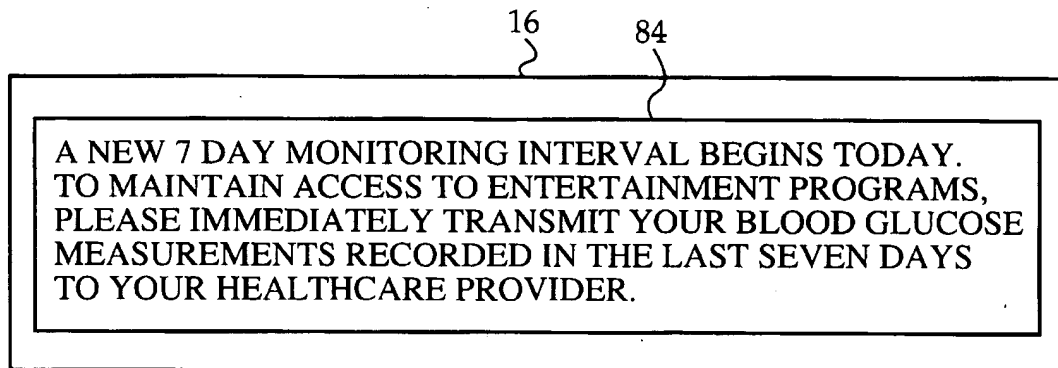 16
84
A NEW 7 DAY MONITORING INTERVAL BEGINS TODAY.
TO MAINTAIN ACCESS TO ENTERTAINMENT PROGRAMS,
PLEASE IMMEDIATELY TRANSMIT YOUR BLOOD GLUCOSE
MEASUREMENTS RECORDED IN THE LAST SEVEN DAYS
TO YOUR HEALTHCARE PROVIDER.